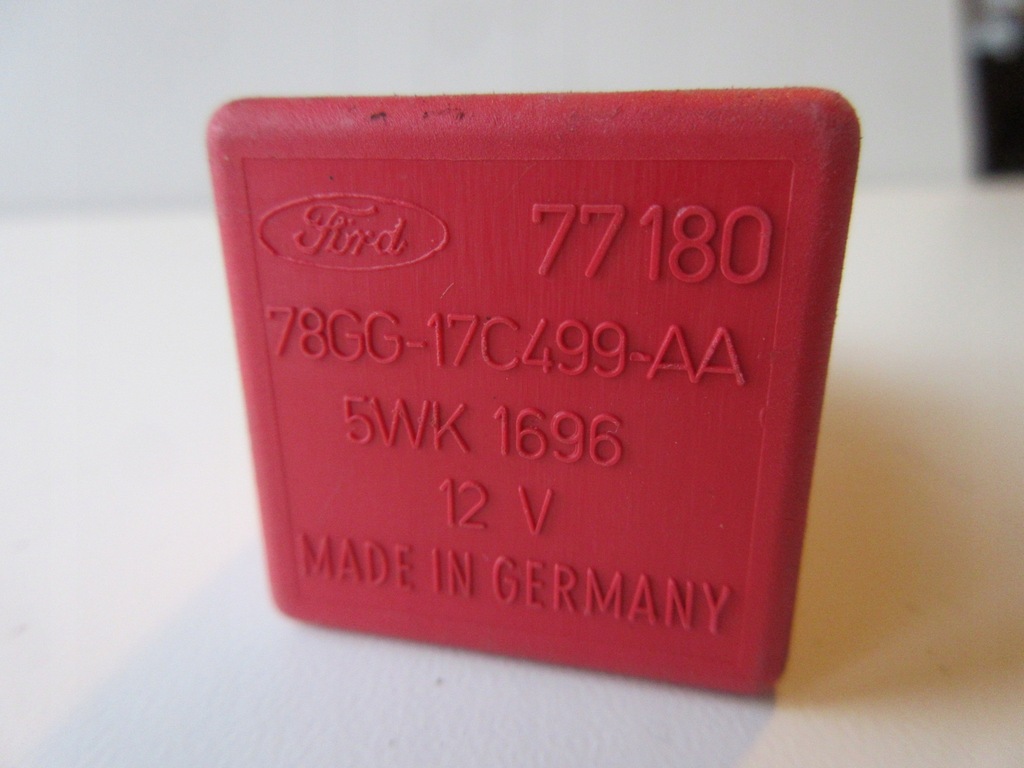 Ford 77180
78GG-17C499-AA
5WK 1696
12 V
MADE IN GERMANY